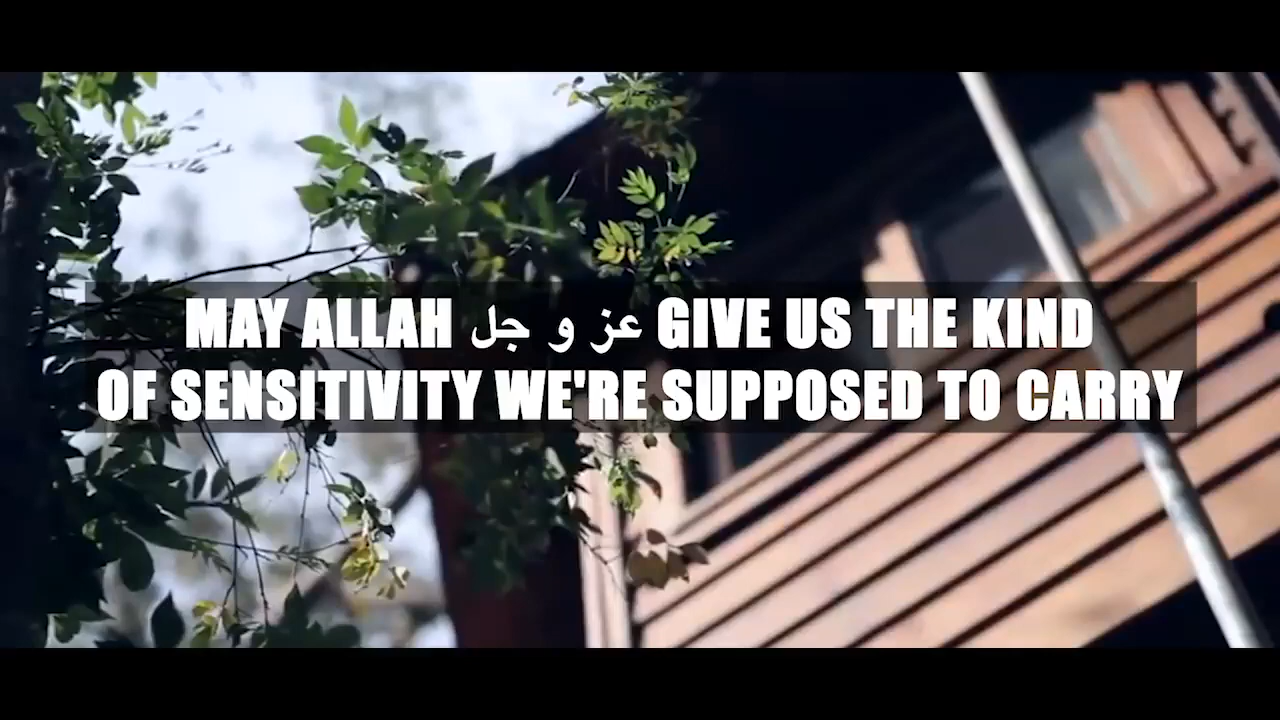 MAY ALLAH عز و جل GIVE US THE KIND
OF SENSITIVITY WE'RE SUPPOSED TO CARRY